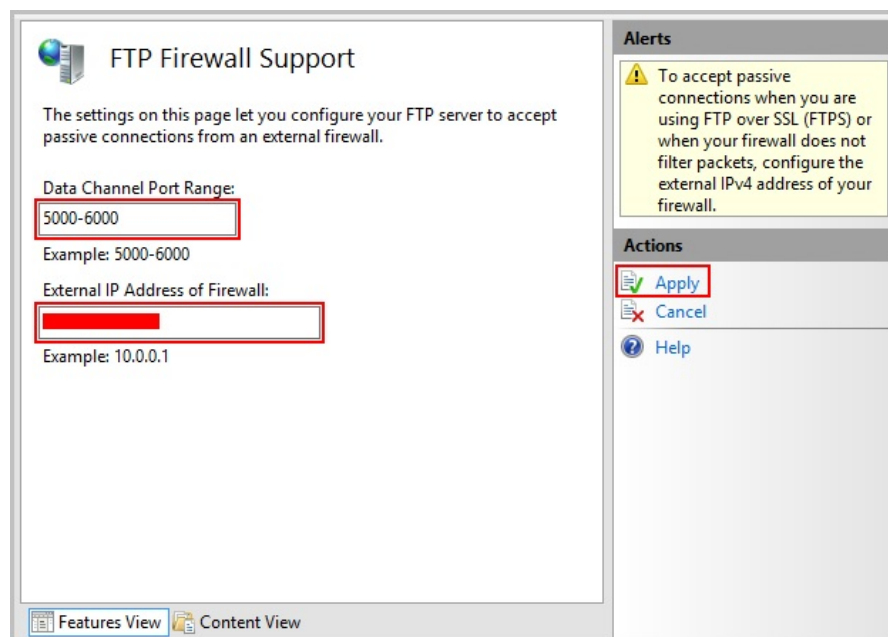 FTP Firewall Support
The settings on this page let you configure your FTP server to accept
passive connections from an external firewall.
Data Channel Port Range:
5000-6000
Example: 5000-6000
External IP Address of Firewall:
Example: 10.0.0.1
Features View
Content View
Alerts
To accept passive
connections when you are
using FTP over SSL (FTPS) or
when your firewall does not
filter packets, configure the
external IPv4 address of your
firewall.
Actions
Apply
Cancel
Help